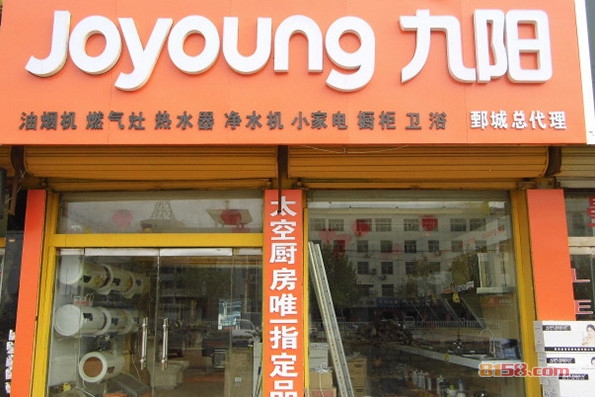 Joyoung 九阳
油烟机 燃气灶 热水器 净水机 小家电 橱柜 卫浴 鄄城总代理
太空厨房唯一指定品
8158.com